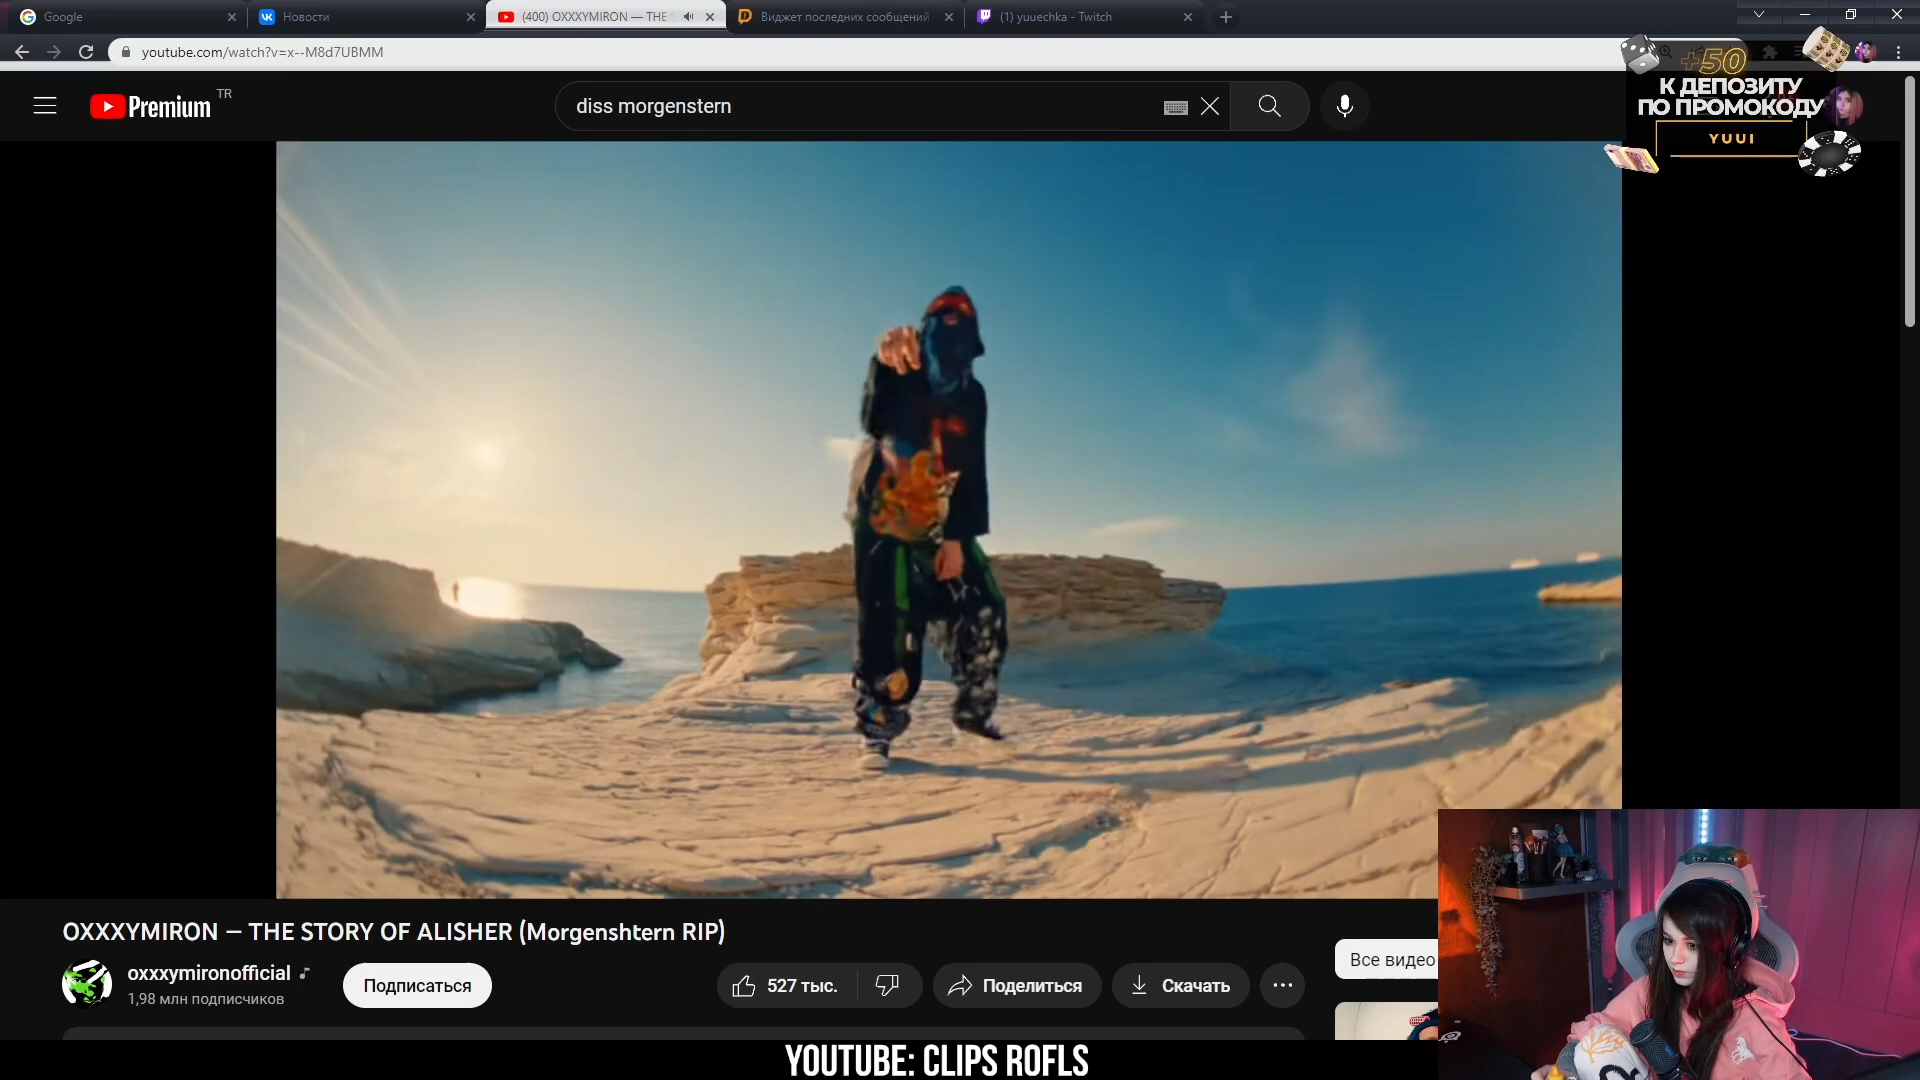 Google
Новости
(400) OXXXYMIRON — THE S
Виджет последних сообщений
(1) yuuechka - Twitch
youtube.com/watch?v=x--M8d7UBMM
Premium
TR
diss morgenstern
+50
К ДЕПОЗИТУ
ПО ПРОМОКОДУ
YUUI
OXXXYMIRON — THE STORY OF ALISHER (Morgenshtern RIP)
oxxxymironofficial
1,98 млн подписчиков
Подписаться
527 тыс.
Поделиться
Скачать
Все видео
YOUTUBE: CLIPS ROFLS